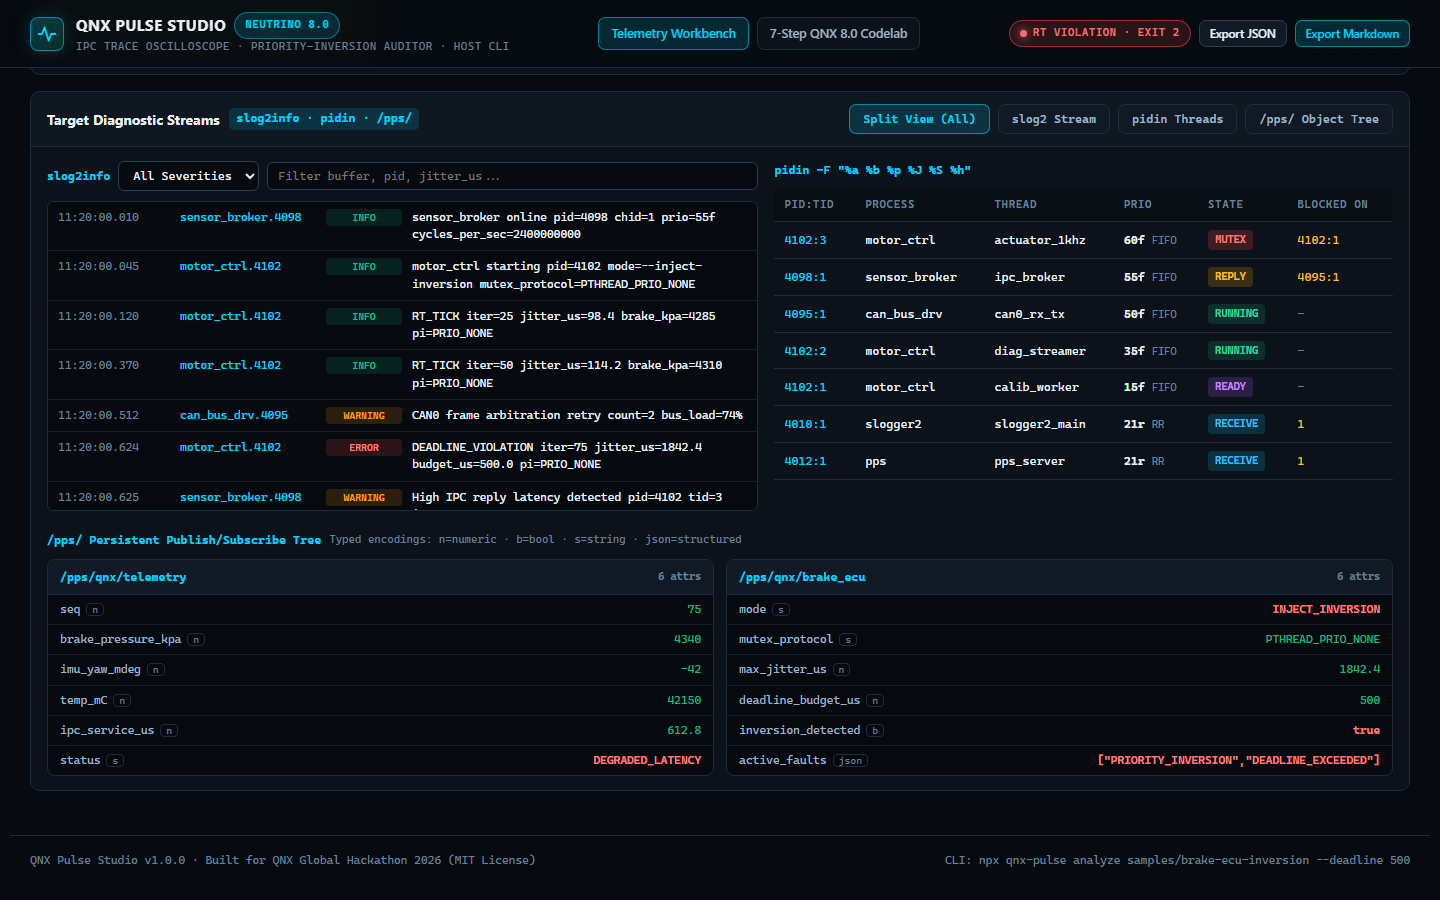 QNX PULSE STUDIO NEUTRINO 8.0
IPC TRACE OSCILLOSCOPE · PRIORITY-INVERSION AUDITOR · HOST CLI
Telemetry Workbench
7-Step QNX 8.0 Codelab
RT VIOLATION · EXIT 2
Export JSON
Export Markdown
Target Diagnostic Streams
slog2info · pidin · /pps/
Split View (All)
slog2 Stream
pidin Threads
/pps/ Object Tree
slog2info
All Severities
Filter buffer, pid, jitter_us...
11:20:00.010 sensor_broker.4098 INFO sensor_broker online pid=4098 chid=1 prio=55f
cycles_per_sec=2400000000
11:20:00.045 motor_ctrl.4102 INFO motor_ctrl starting pid=4102 mode=--inject-
inversion mutex_protocol=PTHREAD_PRIO_NONE
11:20:00.120 motor_ctrl.4102 INFO RT_TICK iter=25 jitter_us=98.4 brake_kpa=4285
pi=PRIO_NONE
11:20:00.370 motor_ctrl.4102 INFO RT_TICK iter=50 jitter_us=114.2 brake_kpa=4310
pi=PRIO_NONE
11:20:00.512 can_bus_drv.4095 WARNING CAN0 frame arbitration retry count=2 bus_load=74%
11:20:00.624 motor_ctrl.4102 ERROR DEADLINE_VIOLATION iter=75 jitter_us=1842.4
budget_us=500.0 pi=PRIO_NONE
11:20:00.625 sensor_broker.4098 WARNING High IPC reply latency detected pid=4102 tid=3
pidin -F "%a %b %p %J %S %h"
PID:TID PROCESS THREAD PRIO STATE BLOCKED ON
4102:3 motor_ctrl actuator_1khz 60f FIFO MUTEX 4102:1
4098:1 sensor_broker ipc_broker 55f FIFO REPLY 4095:1
4095:1 can_bus_drv can0_rx_tx 50f FIFO RUNNING –
4102:2 motor_ctrl diag_streamer 35f FIFO RUNNING –
4102:1 motor_ctrl calib_worker 15f FIFO READY –
4010:1 slogger2 slogger2_main 21r RR RECEIVE 1
4012:1 pps pps_server 21r RR RECEIVE 1
/pps/ Persistent Publish/Subscribe Tree Typed encodings: n=numeric · b=bool · s=string · json=structured
/pps/qnx/telemetry 6 attrs
seq n 75
brake_pressure_kpa n 4340
imu_yaw_mdeg n -42
temp_mC n 42150
ipc_service_us n 612.8
status s DEGRADED_LATENCY
/pps/qnx/brake_ecu 6 attrs
mode s INJECT_INVERSION
mutex_protocol s PTHREAD_PRIO_NONE
max_jitter_us n 1842.4
deadline_budget_us n 500
inversion_detected b true
active_faults json ["PRIORITY_INVERSION","DEADLINE_EXCEEDED"]
QNX Pulse Studio v1.0.0 · Built for QNX Global Hackathon 2026 (MIT License)
CLI: npx qnx-pulse analyze samples/brake-ecu-inversion --deadline 500